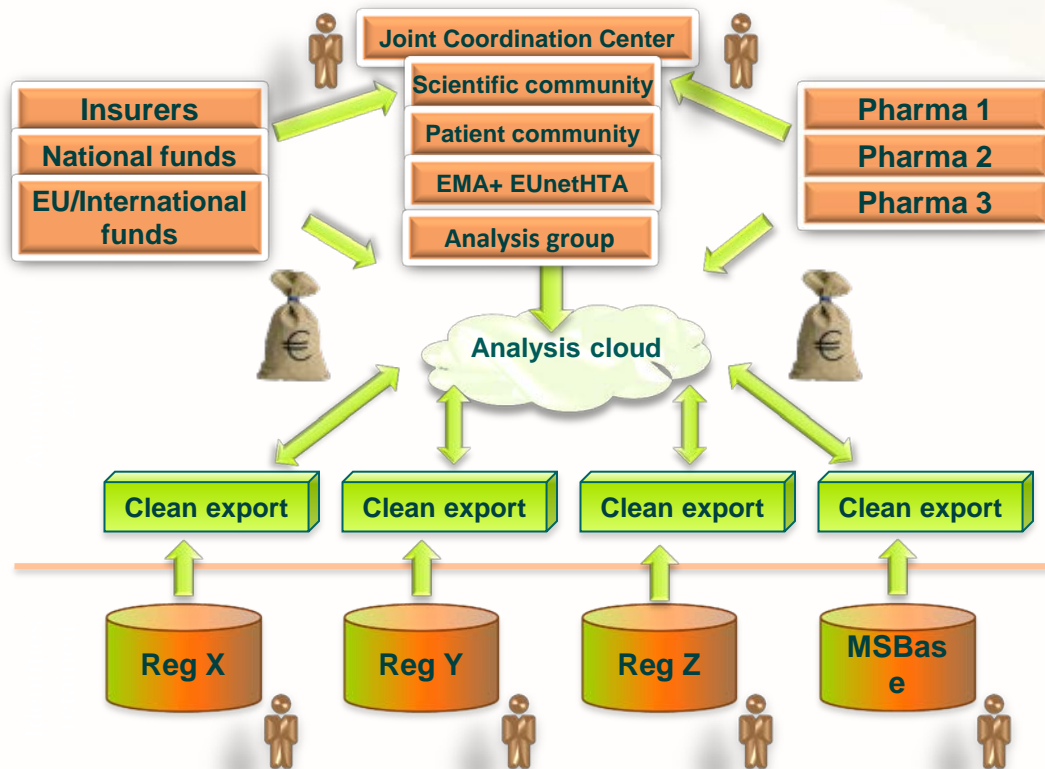 Joint Coordination Center
Scientific community
Patient community
EMA+ EUnetHTA
Analysis group
Insurers
National funds
EU/International
funds
Pharma 1
Pharma 2
Pharma 3
€
€
Analysis cloud
Clean export
Clean export
Clean export
Clean export
Reg X
Reg Y
Reg Z
MSBas
e